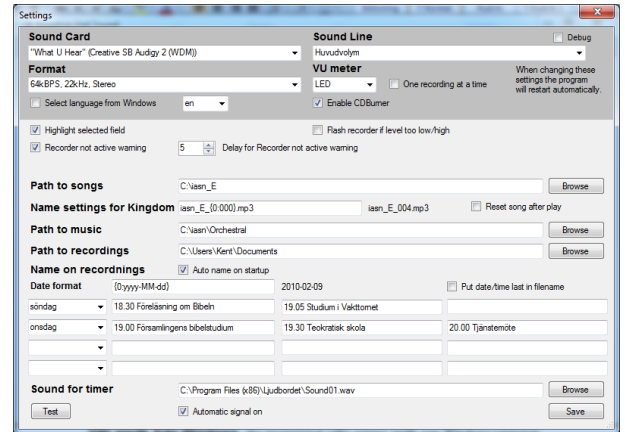 Settings
Sound Card
Sound Line
Debug
"What U Hear" (Creative SB Audigy 2 (WDM))
Huvudvolym
Format
VU meter
When changing these
settings the program
will restart automatically.
64kBPS, 22kHz, Stereo
LED
One recording at a time
Select language from Windows
en
Enable CDBurner
Highlight selected field
Flash recorder if level too low/high
Recorder not active warning
5
Delay for Recorder not active warning
Path to songs
C:\iasn_E
Browse
Name settings for Kingdom
iasn_E_{0:000}.mp3
iasn_E_004.mp3
Reset song after play
Path to music
C:\iasn\Orchestral
Browse
Path to recordings
C:\Users\Kent\Documents
Browse
Name on recordnings
Auto name on startup
Date format
{0:yyyy-MM-dd}
2010-02-09
Put date/time last in filename
söndag
18.30 Föreläsning om Bibeln
19.05 Studium i Vakttornet
onsdag
19.00 Församlingens bibelstudium
19.30 Teokratisk skola
20.00 Tjänstemöte
Sound for timer
C:\Program Files (x86)\Ljudbordet\Sound01.wav
Browse
Test
Automatic signal on
Save